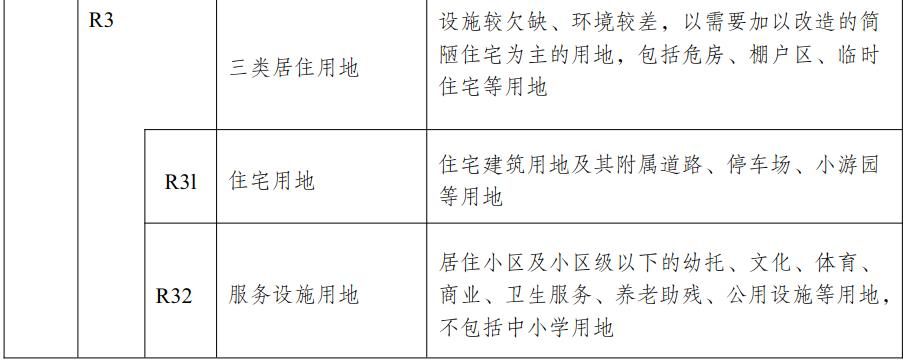 R3
三类居住用地
设施较欠缺、环境较差，以需要加以改造的简
陋住宅为主的用地，包括危房、棚户区、临时
住宅等用地
R3l
住宅用地
住宅建筑用地及其附属道路、停车场、小游园
等用地
R32
服务设施用地
居住小区及小区级以下的幼托、文化、体育、
商业、卫生服务、养老助残、公用设施等用地，
不包括中小学用地